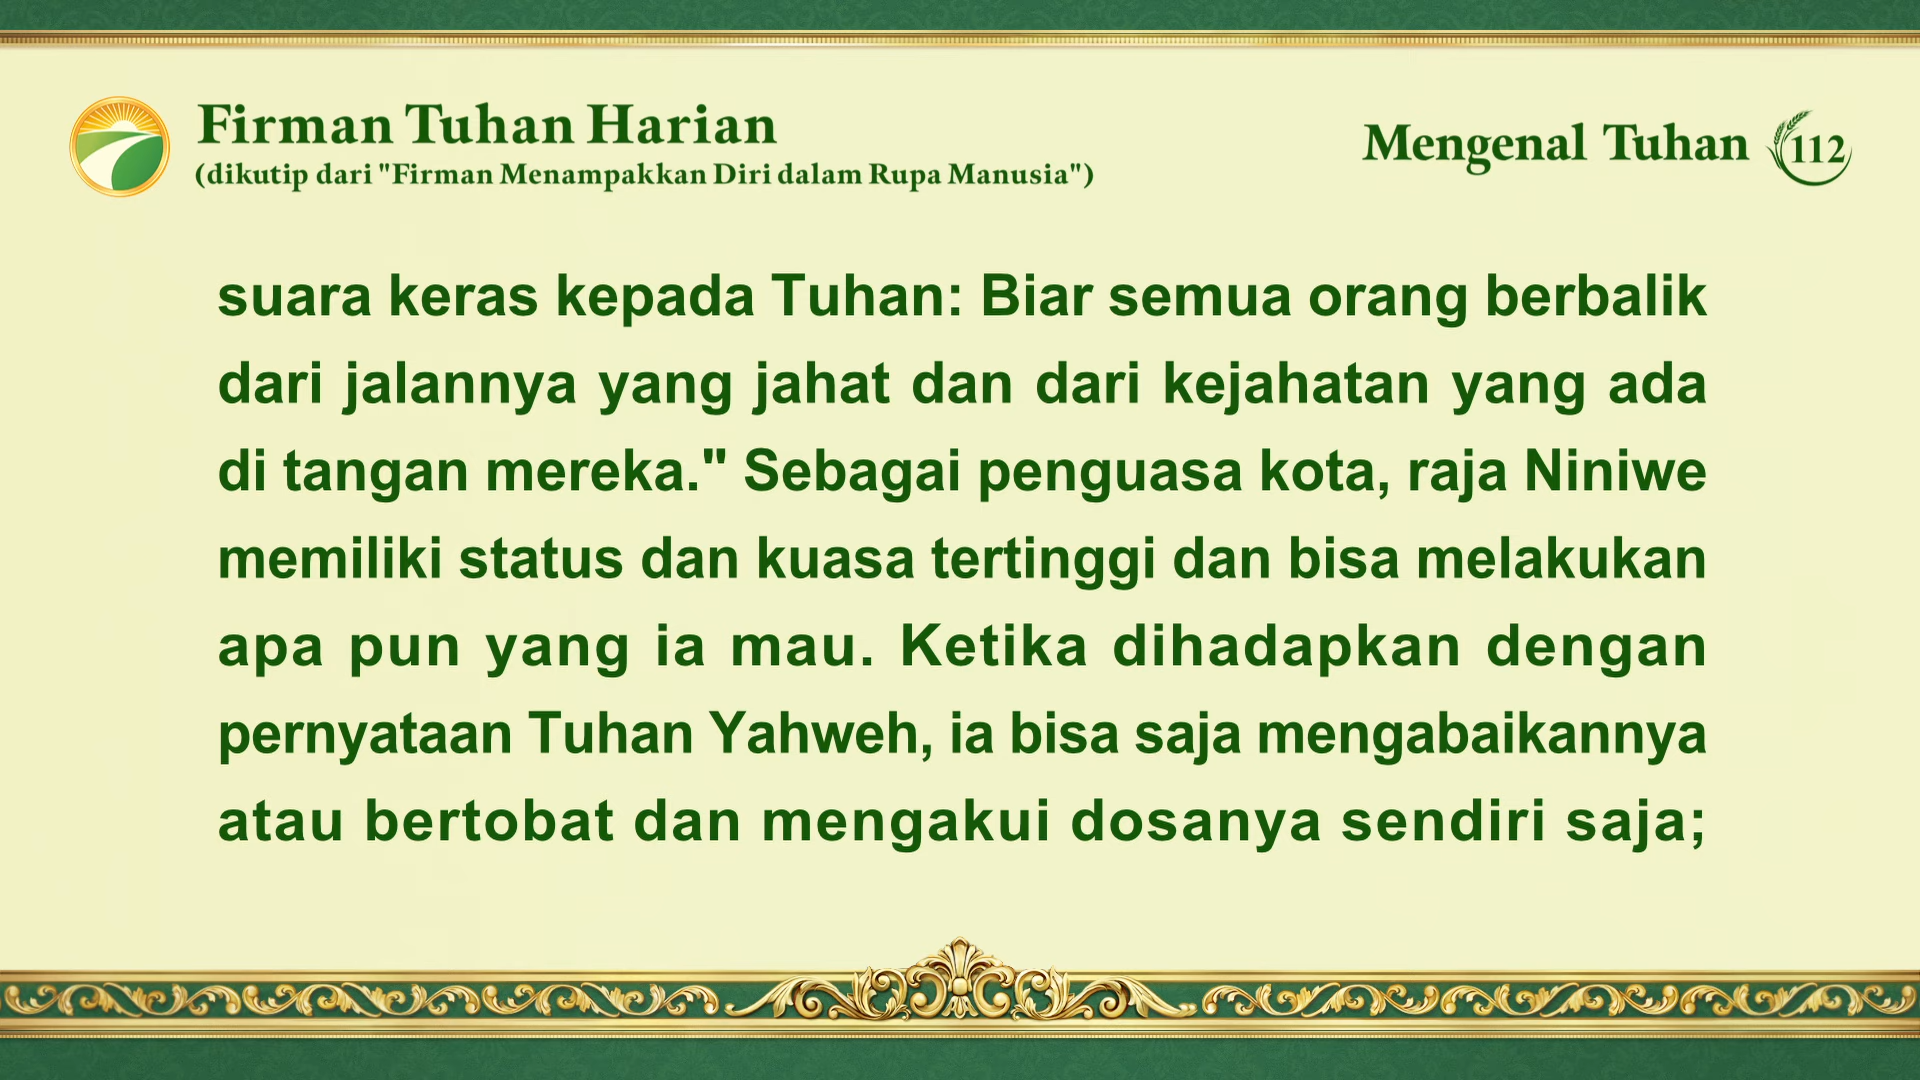 Firman Tuhan Harian
(dikutip dari "Firman Menampakkan Diri dalam Rupa Manusia")
Mengenal Tuhan 112
suara keras kepada Tuhan: Biar semua orang berbalik
dari jalannya yang jahat dan dari kejahatan yang ada
di tangan mereka." Sebagai penguasa kota, raja Niniwe
memiliki status dan kuasa tertinggi dan bisa melakukan
apa pun yang ia mau. Ketika dihadapkan dengan
pernyataan Tuhan Yahweh, ia bisa saja mengabaikannya
atau bertobat dan mengakui dosanya sendiri saja;